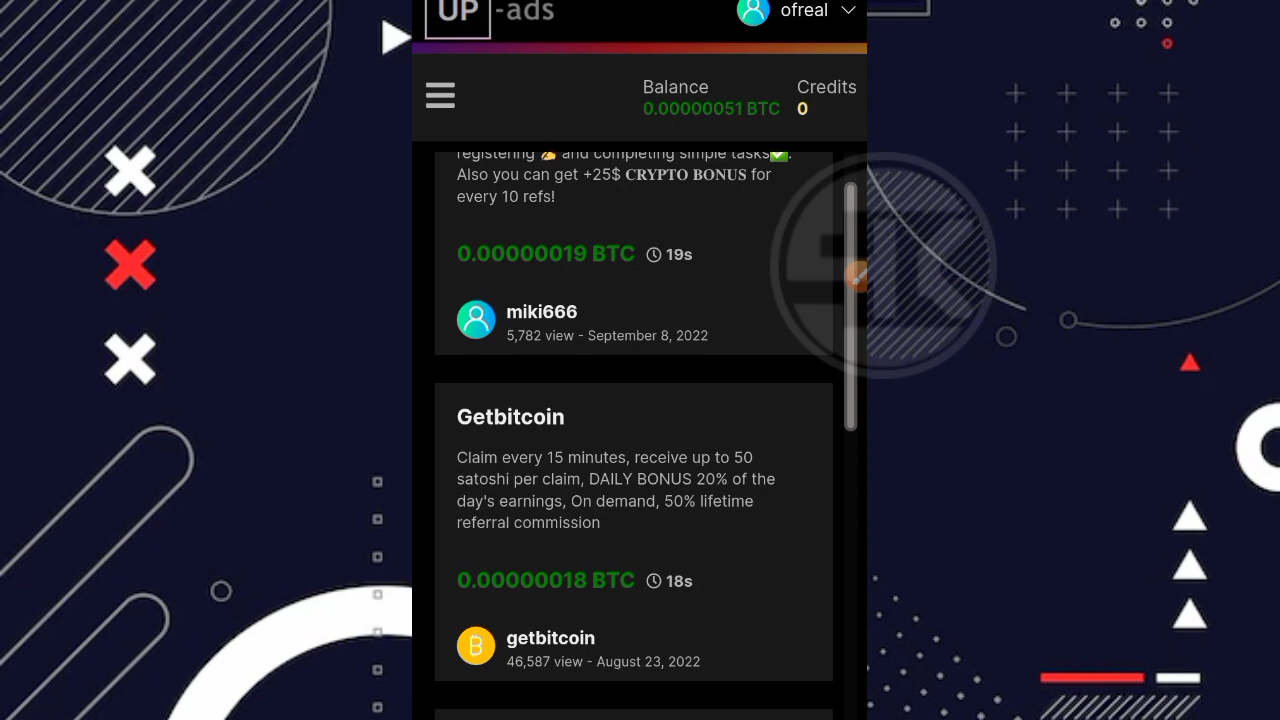 UP -ads
ofreal
Balance
Credits
0.00000051 BTC
0
registering ✍️ and completing simple tasks✅.
Also you can get +25$ 𝐂𝐑𝐘𝐏𝐓𝐎 𝐁𝐎𝐍𝐔𝐒 for
every 10 refs!
0.00000019 BTC
19s
miki666
5,782 view - September 8, 2022
Getbitcoin
Claim every 15 minutes, receive up to 50
satoshi per claim, DAILY BONUS 20% of the
day's earnings, On demand, 50% lifetime
referral commission
0.00000018 BTC
18s
getbitcoin
46,587 view - August 23, 2022